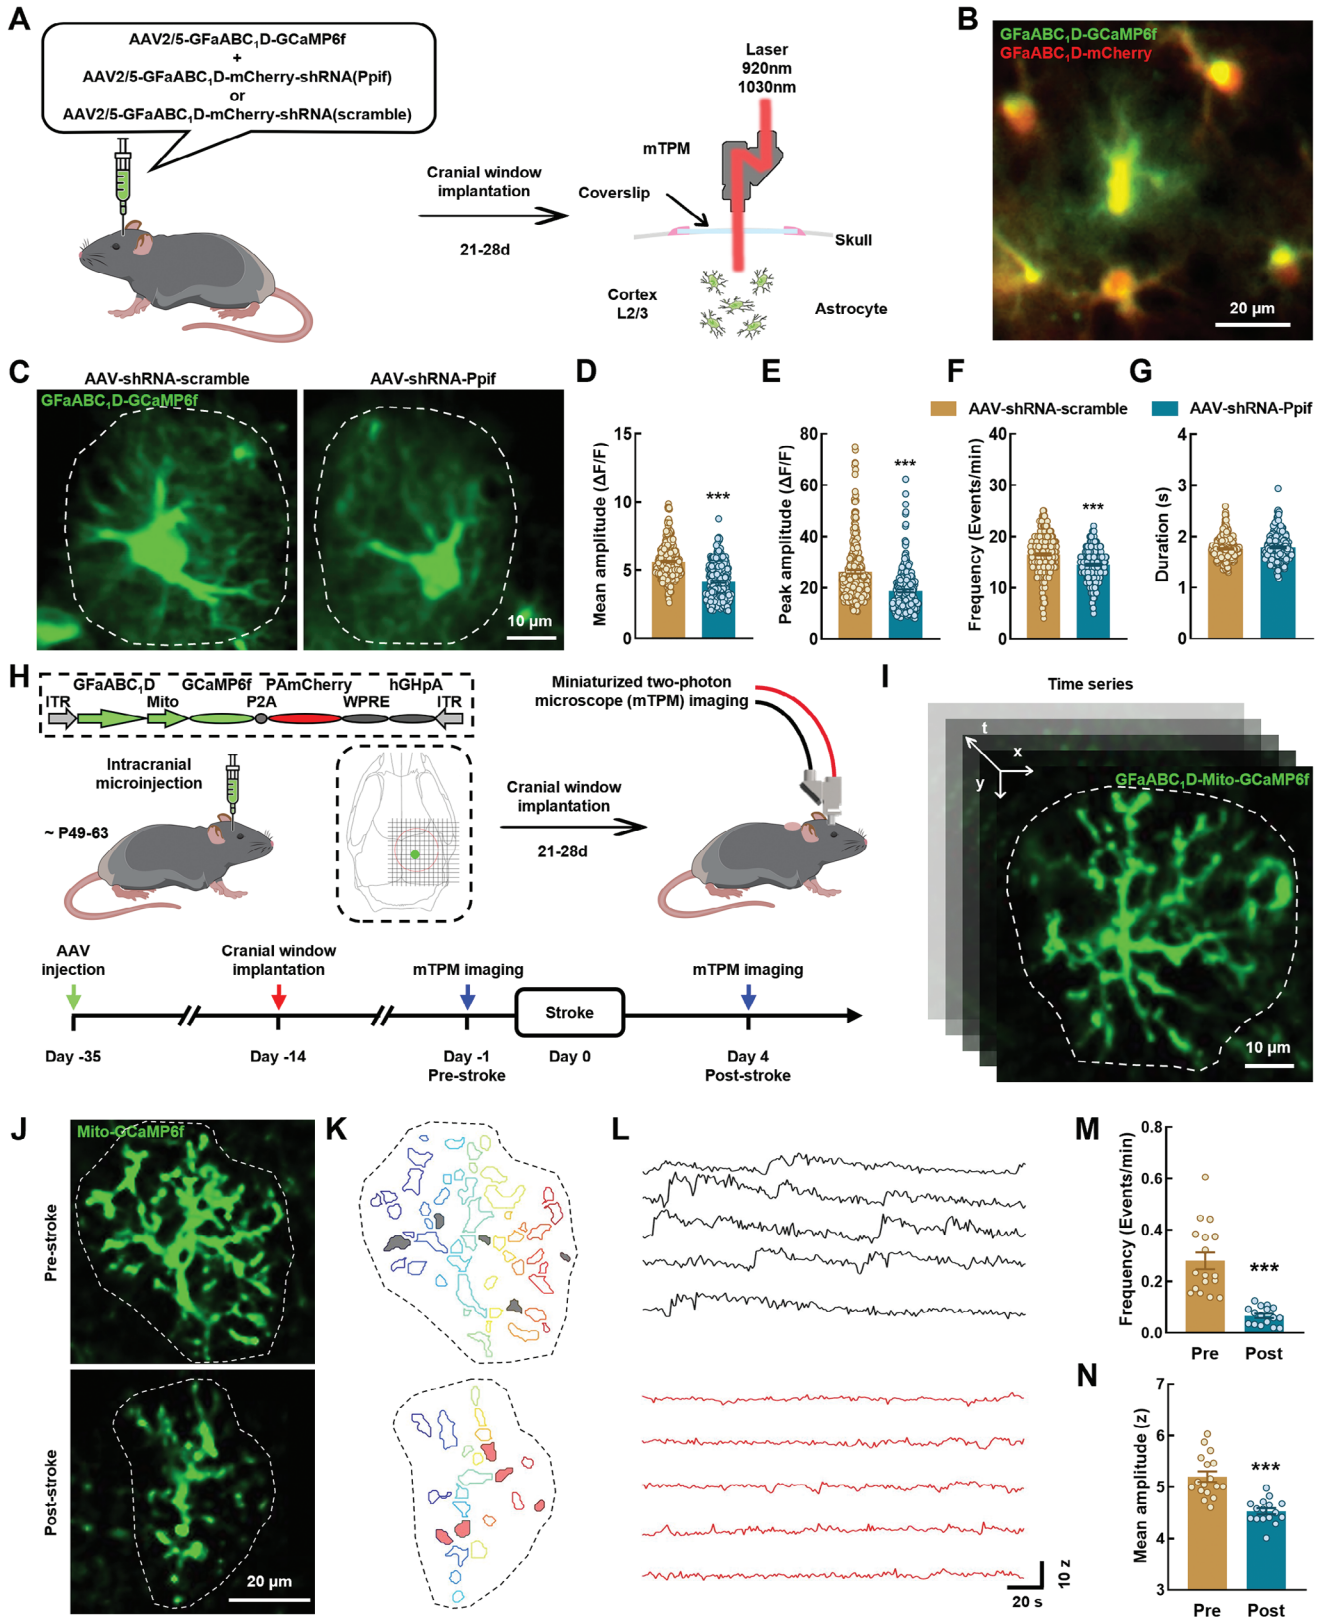 A
AAV2/5-GFaABC₁D-GCaMP6f
+
AAV2/5-GFaABC₁D-mCherry-shRNA(Ppif)
or
AAV2/5-GFaABC₁D-mCherry-shRNA(scramble)
Cranial window
implantation
21-28d
Laser
920nm
1030nm
mTPM
Coverslip
Skull
Cortex
L2/3
Astrocyte
B
GFaABC₁D-GCaMP6f
GFaABC₁D-mCherry
20 µm
C
AAV-shRNA-scramble
AAV-shRNA-Ppif
GFaABC₁D-GCaMP6f
10 µm
D
Mean amplitude (ΔF/F)
15
10
5
0
***
E
Peak amplitude (ΔF/F)
80
60
40
20
0
***
F
G
AAV-shRNA-scramble
AAV-shRNA-Ppif
Frequency (Events/min)
40
30
20
10
0
***
Duration (s)
4
3
2
1
0
H
GFaABC₁D
GCaMP6f
PAmCherry
hGHpA
ITR
Mito
P2A
WPRE
ITR
Intracranial
microinjection
~ P49-63
Cranial window
implantation
21-28d
Miniaturized two-photon
microscope (mTPM) imaging
AAV
injection
Cranial window
implantation
mTPM imaging
Stroke
mTPM imaging
Day -35
Day -14
Day -1
Pre-stroke
Day 0
Day 4
Post-stroke
I
Time series
t
x
y
GFaABC₁D-Mito-GCaMP6f
10 µm
J
Mito-GCaMP6f
Pre-stroke
Post-stroke
20 µm
K
L
10 z
20 s
M
Frequency (Events/min)
0.8
0.6
0.4
0.2
0.0
***
Pre
Post
N
Mean amplitude (z)
7
6
5
4
3
***
Pre
Post